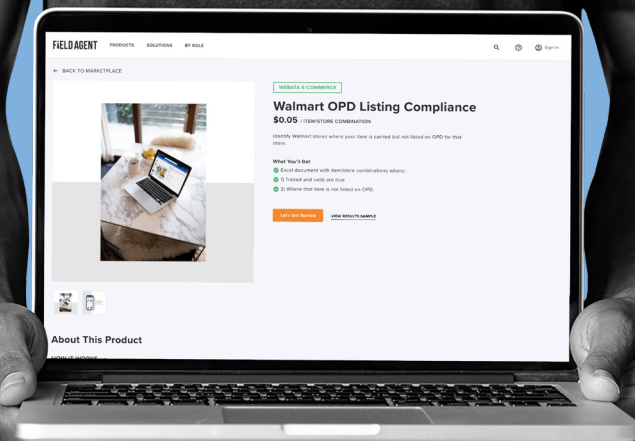 FiELD AGENT
PRODUCTS
SOLUTIONS
BY ROLE
Sign In
← BACK TO MARKETPLACE
WEBATA E-COMMERCE
Walmart OPD Listing Compliance
$0.05 / ITEM/STORE COMBINATION
Identify Walmart stores where your item is carried but not listed on OPD for that
store.
What You'll Get
Excel document with item/store combinations where:
1) Traited and valid are true
2) Where that item is not listed on OPD.
Let's Get Started
VIEW RESULTS SAMPLE
About This Product
HOW IT WORKS